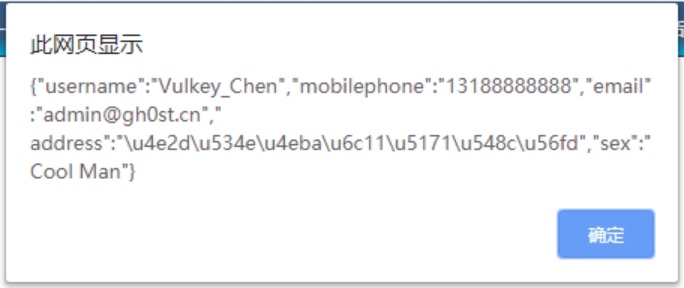 此网页显示
{"username":"Vulkey_Chen","mobilephone":"13188888888","email"
:"admin@gh0st.cn","
address":"\u4e2d\u534e\u4eba\u6c11\u5171\u548c\u56fd","sex":"
Cool Man"}
确定